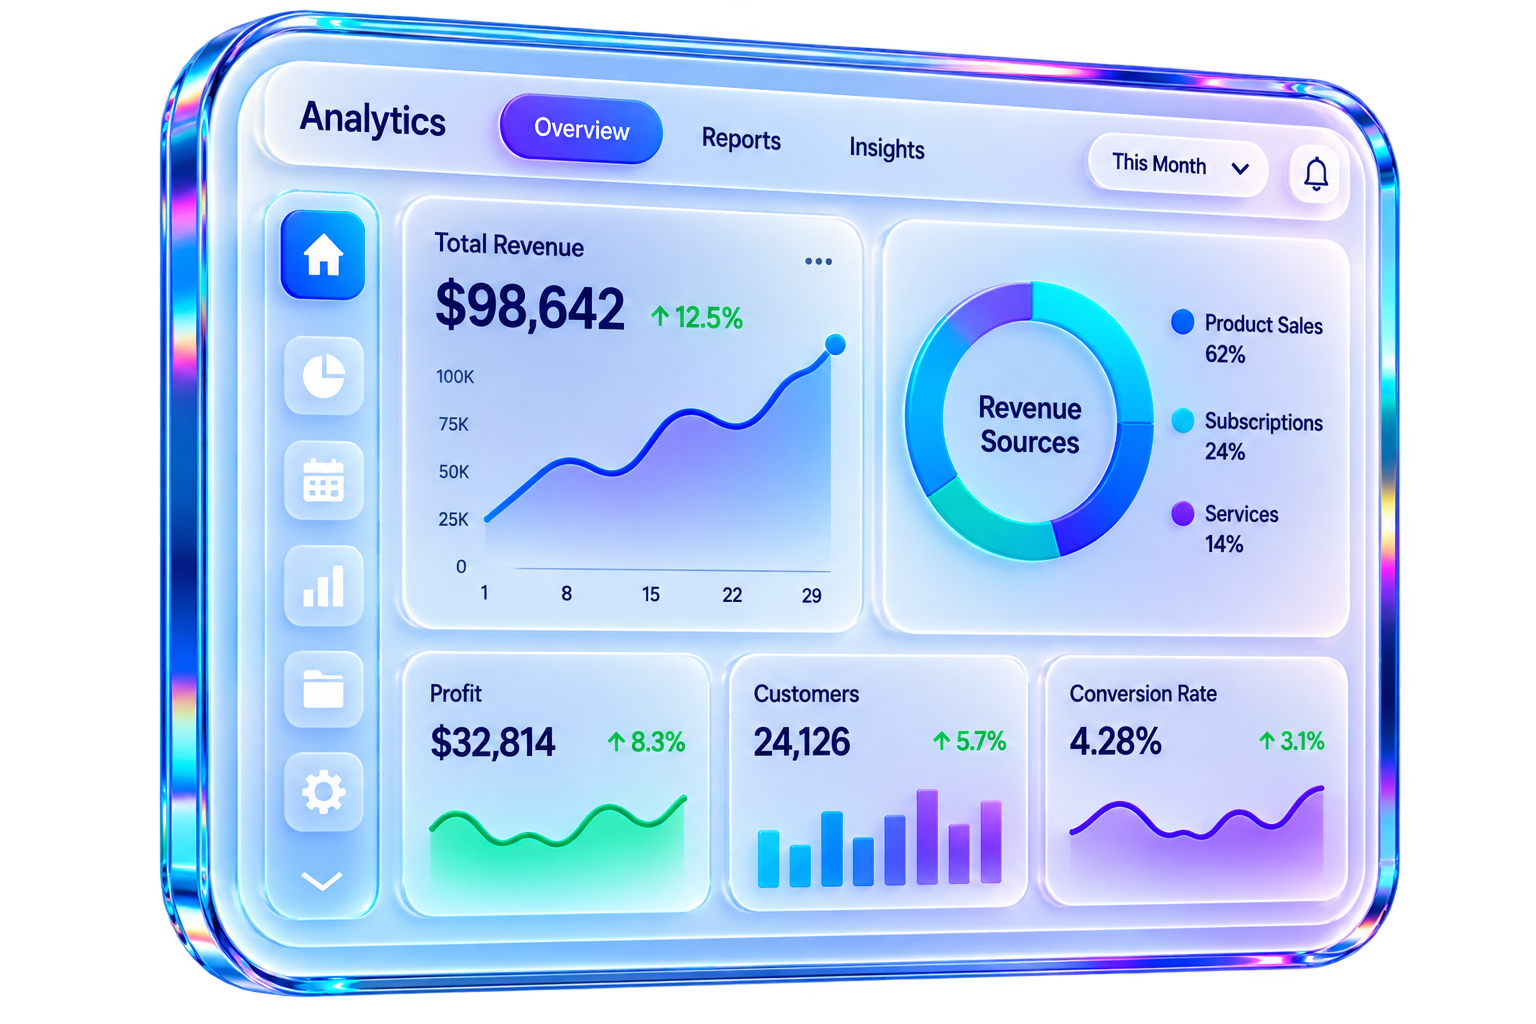 Analytics
Overview
Reports
Insights
This Month
Total Revenue
$98,642
↑ 12.5%
100K
75K
50K
25K
0
1
8
15
22
29
Revenue
Sources
Product Sales
62%
Subscriptions
24%
Services
14%
Profit
$32,814
↑ 8.3%
Customers
24,126
↑ 5.7%
Conversion Rate
4.28%
↑ 3.1%